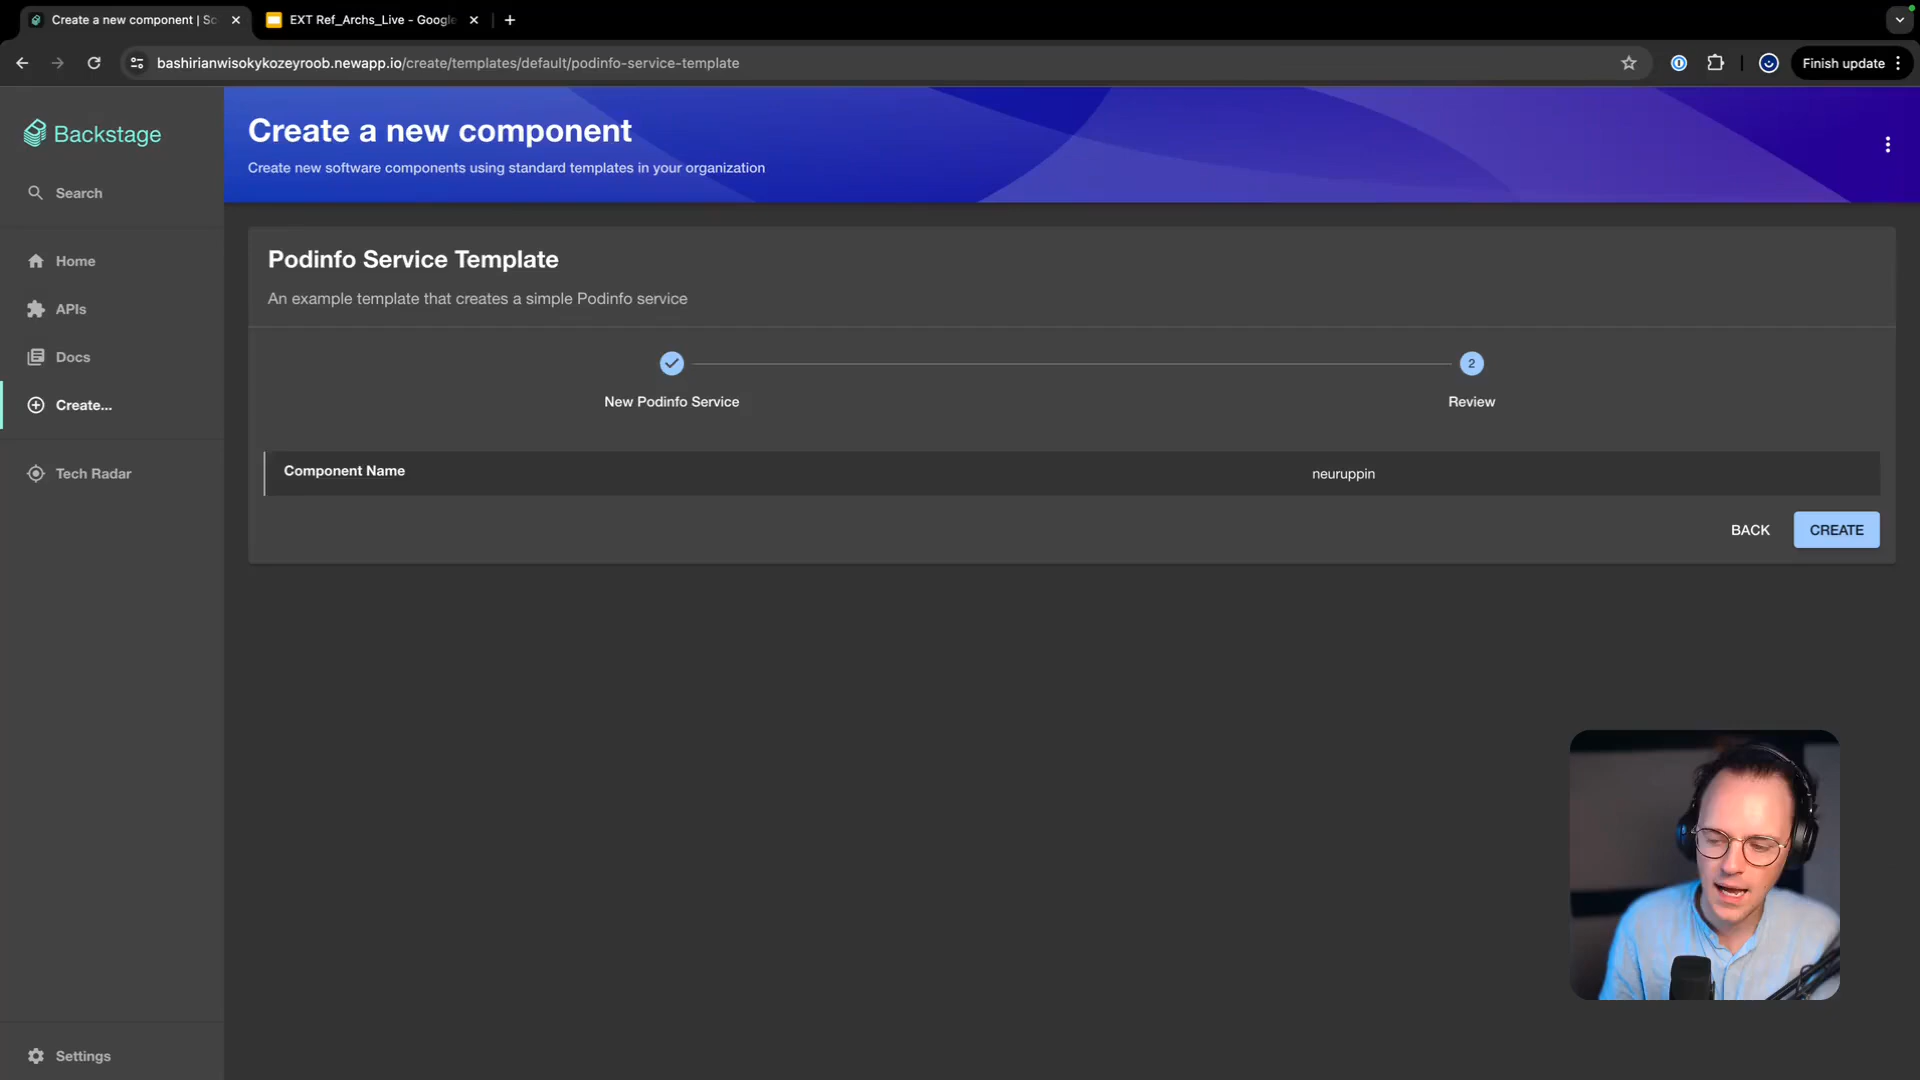 Create a new component | Sc
EXT Ref_Archs_Live - Google
bashirianwisokykozeyroob.newapp.io/create/templates/default/podinfo-service-template
Finish update
Backstage
Search
Home
APIs
Docs
Create...
Tech Radar
Settings
Create a new component
Create new software components using standard templates in your organization
Podinfo Service Template
An example template that creates a simple Podinfo service
2
New Podinfo Service
Review
Component Name
neuruppin
BACK
CREATE